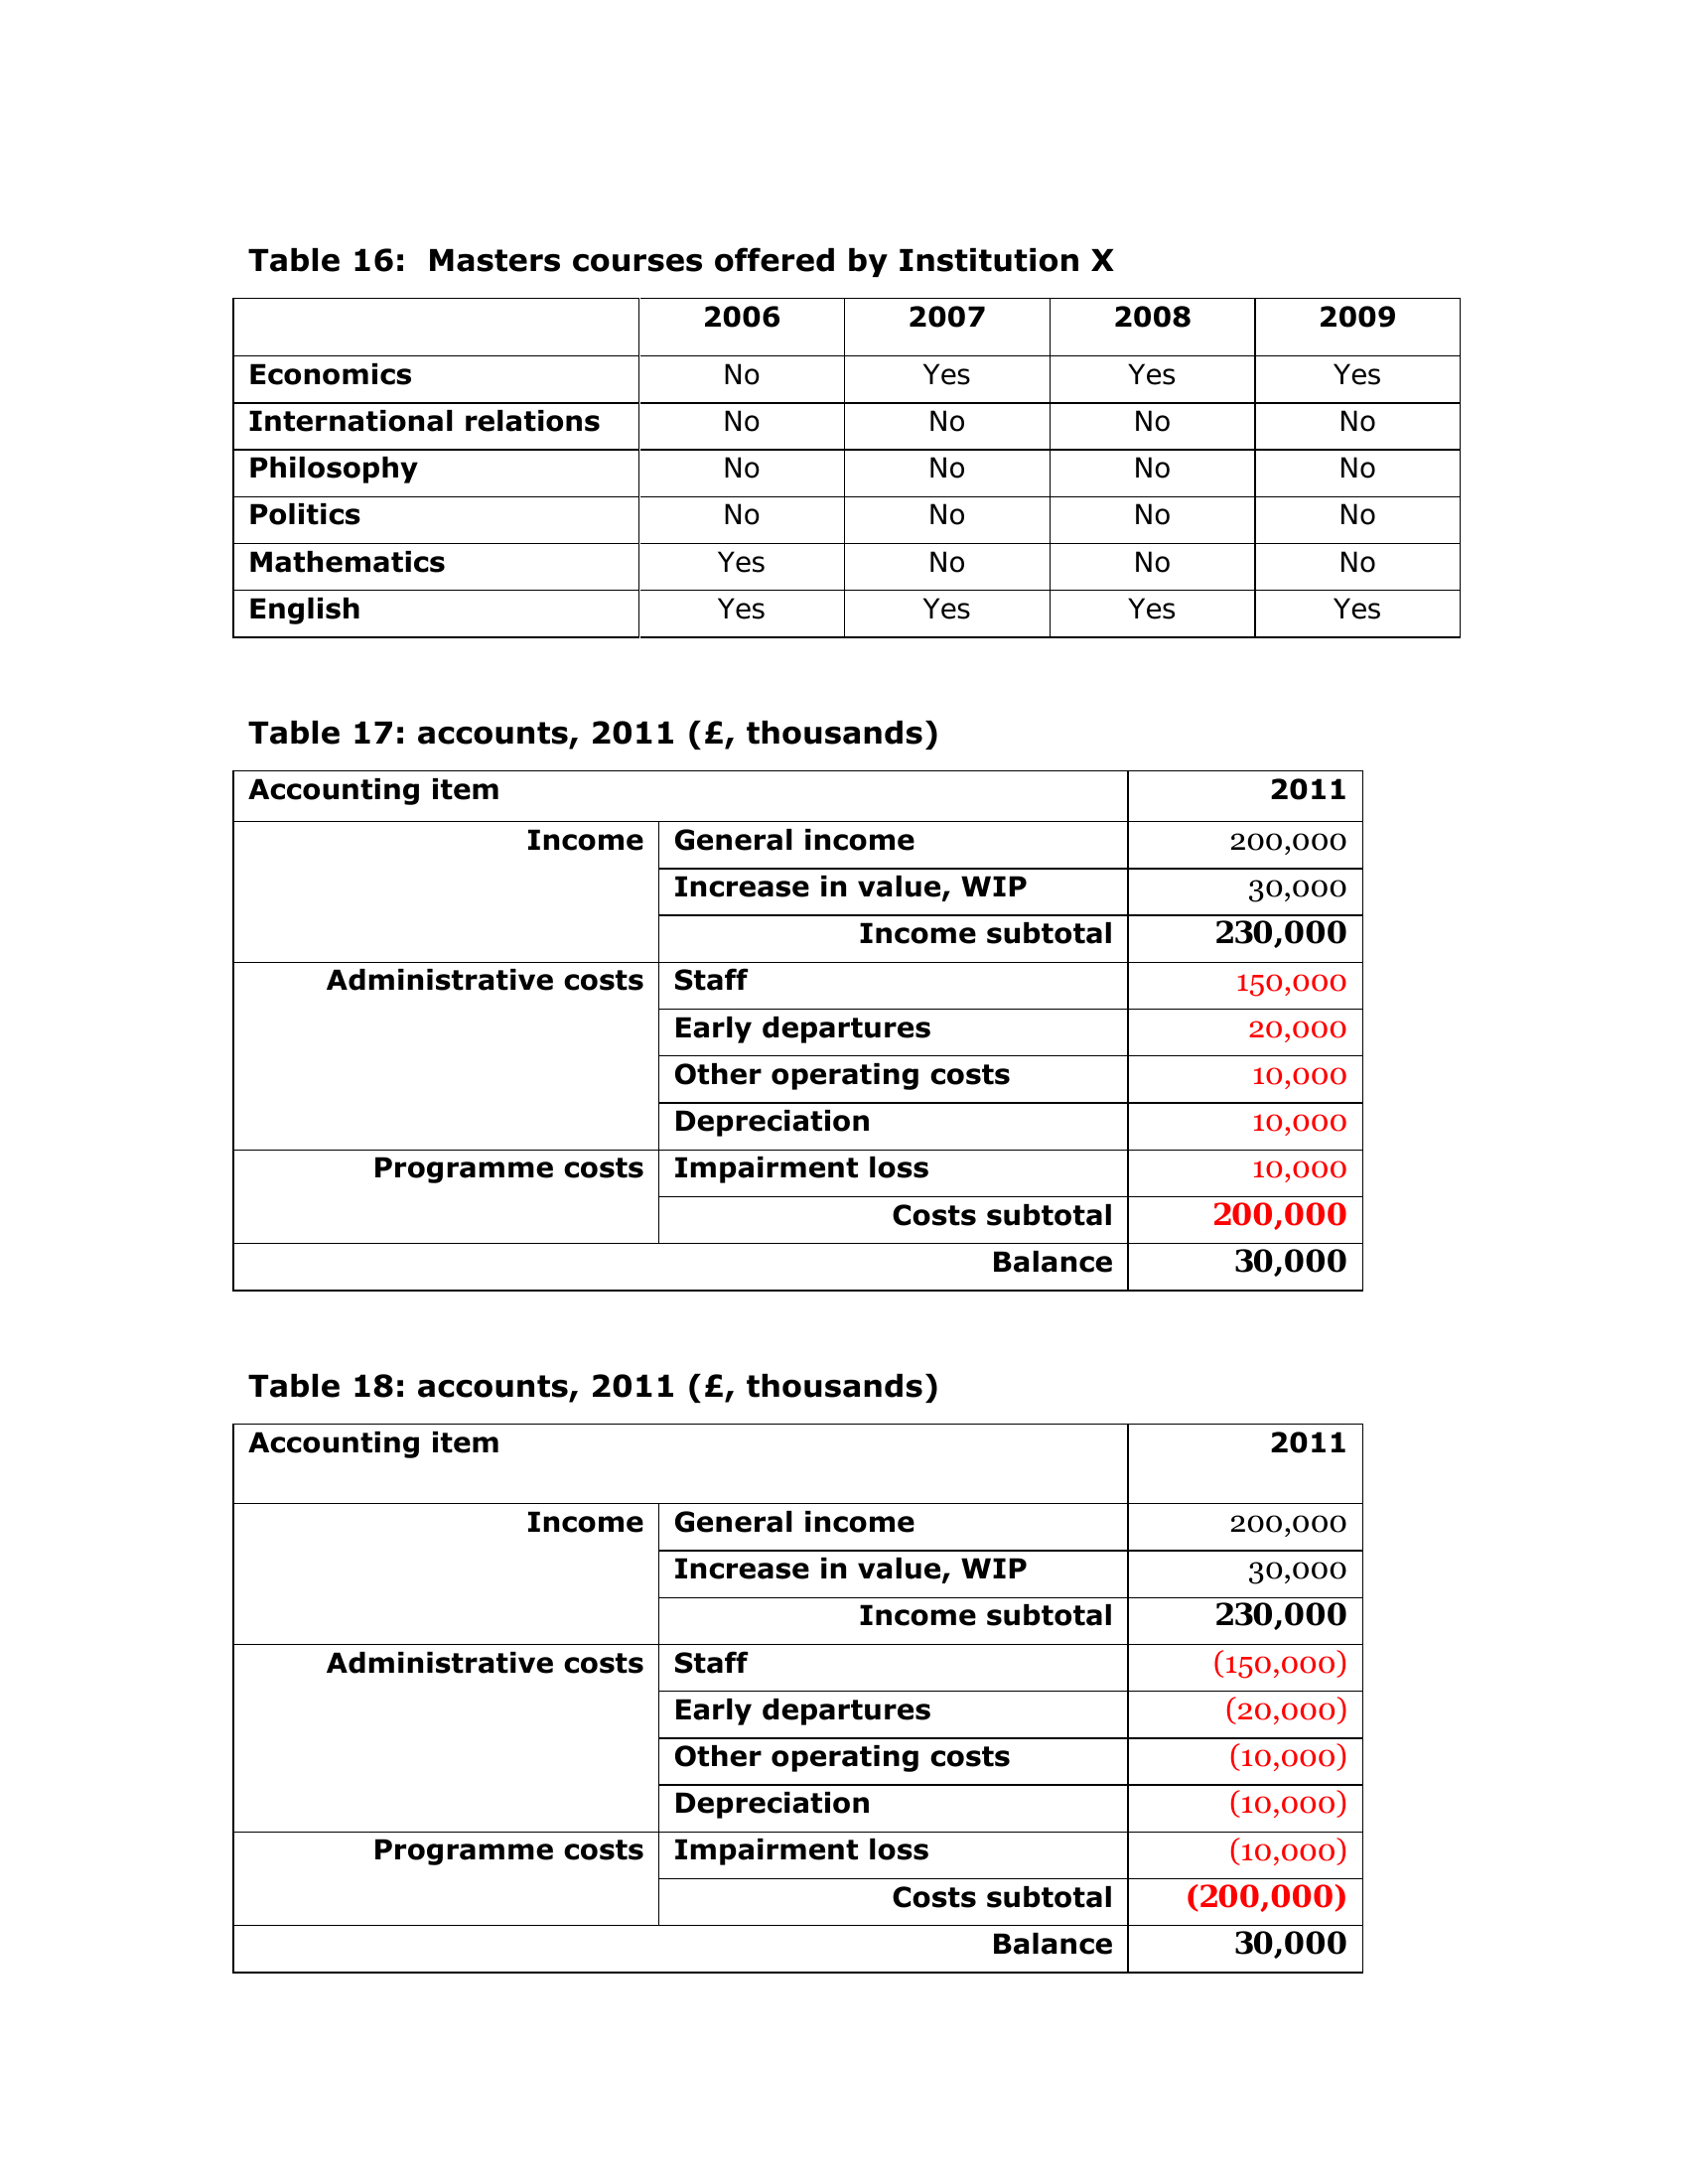 Table 16:  Masters courses offered by Institution X
2006 2007 2008 2009
Economics No Yes Yes Yes
International relations No No No No
Philosophy No No No No
Politics No No No No
Mathematics Yes No No No
English Yes Yes Yes Yes
Table 17: accounts, 2011 (£, thousands)
Accounting item 2011
Income General income 200,000
Increase in value, WIP 30,000
Income subtotal 230,000
Administrative costs Staff 150,000
Early departures 20,000
Other operating costs 10,000
Depreciation 10,000
Programme costs Impairment loss 10,000
Costs subtotal 200,000
Balance 30,000
Table 18: accounts, 2011 (£, thousands)
Accounting item 2011
Income General income 200,000
Increase in value, WIP 30,000
Income subtotal 230,000
Administrative costs Staff (150,000)
Early departures (20,000)
Other operating costs (10,000)
Depreciation (10,000)
Programme costs Impairment loss (10,000)
Costs subtotal (200,000)
Balance 30,000